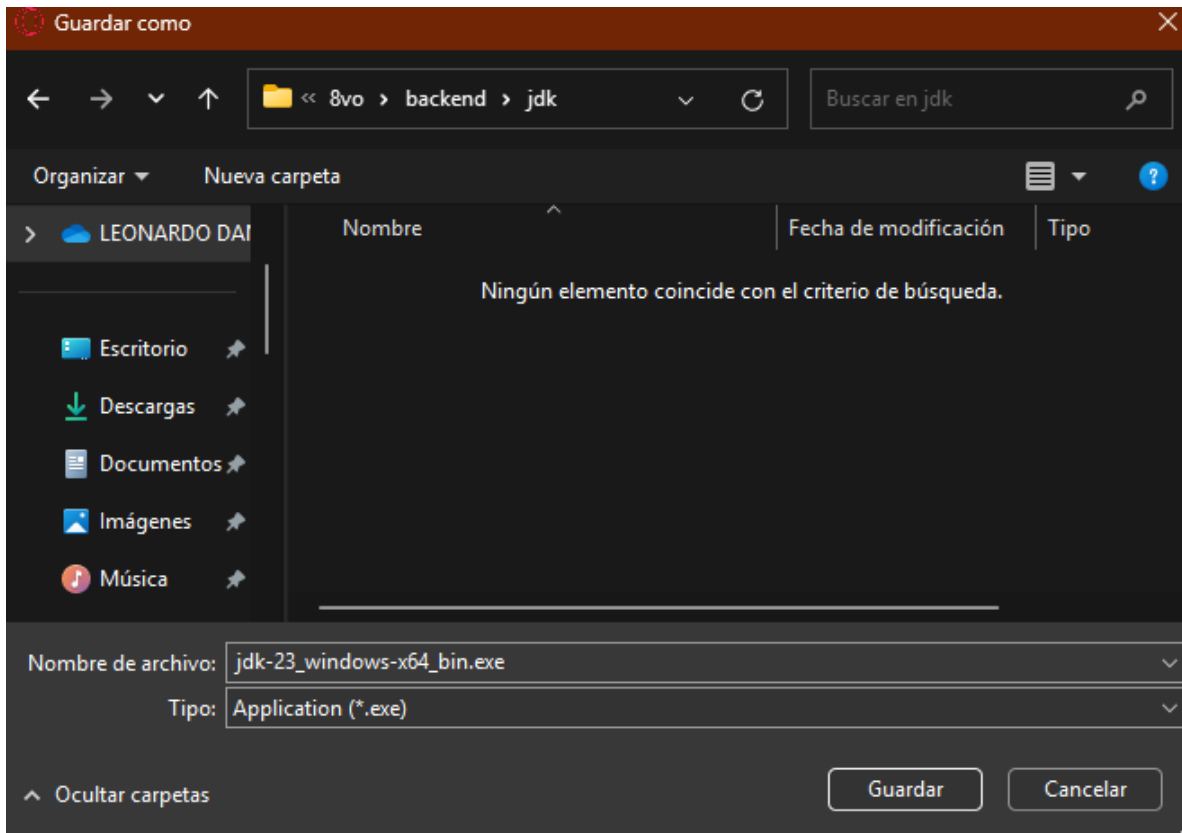 Guardar como
« 8vo > backend > jdk
Buscar en jdk
Organizar
Nueva carpeta
LEONARDO DAN
Nombre
Fecha de modificación
Tipo
Ningún elemento coincide con el criterio de búsqueda.
Escritorio
Descargas
Documentos
Imágenes
Música
Nombre de archivo: jdk-23_windows-x64_bin.exe
Tipo: Application (*.exe)
Ocultar carpetas
Guardar
Cancelar